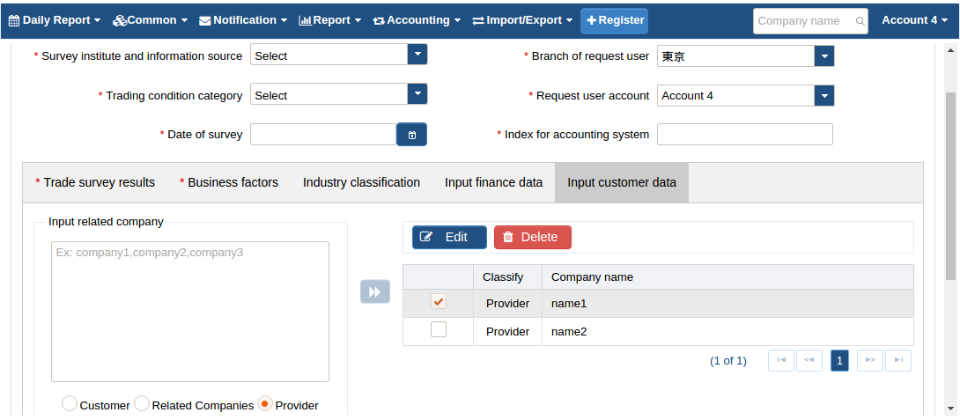 Daily Report Common Notification Report Accounting Import/Export Register Company name Account 4
* Survey institute and information source Select * Branch of request user 東京
* Trading condition category Select * Request user account Account 4
* Date of survey * Index for accounting system
* Trade survey results * Business factors Industry classification Input finance data Input customer data
Input related company
Ex: company1,company2,company3
Edit Delete
Classify Company name
Provider name1
Provider name2
(1 of 1) 1
Customer Related Companies Provider